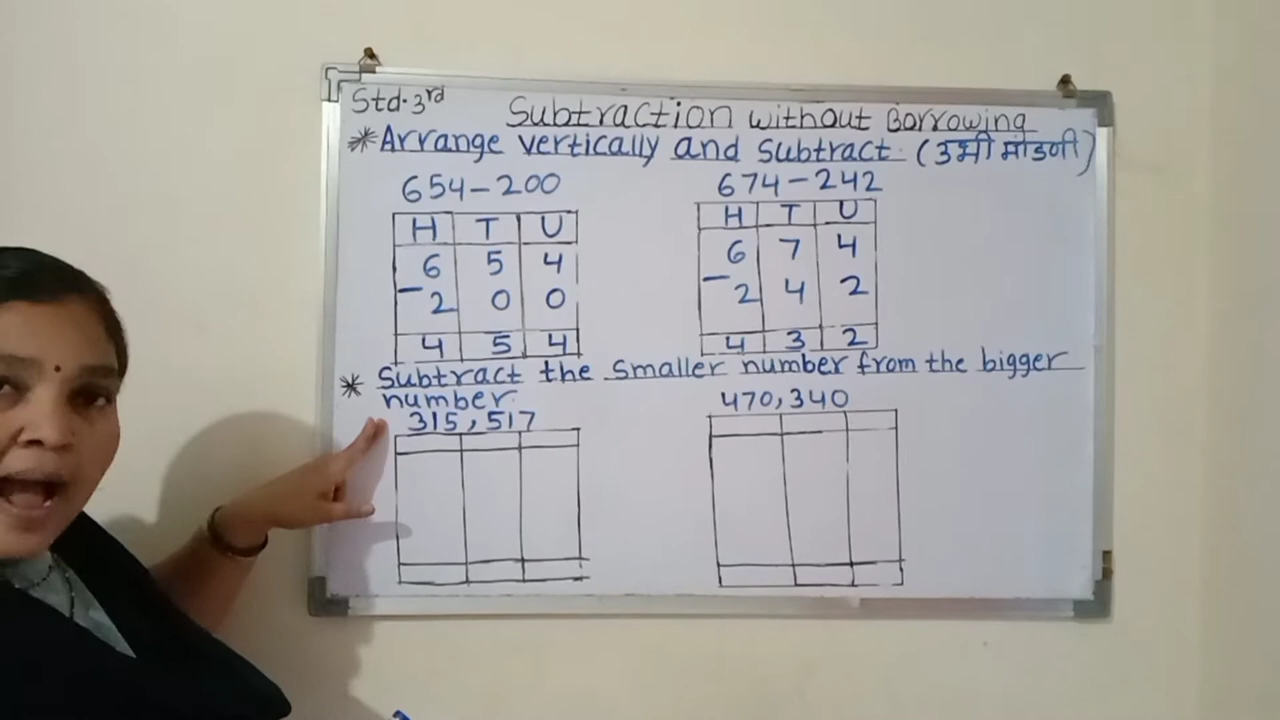 Std. 3rd
Subtraction without Borrowing
* Arrange vertically and Subtract. (उभी मांडणी)
654-200
674-242
H T U
6 5 4
- 2 0 0
4 5 4
H T U
6 7 4
- 2 4 2
4 3 2
* Subtract the smaller number from the bigger
number.
315, 517
470, 340